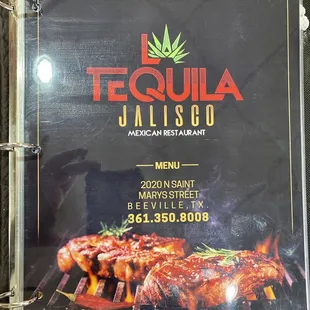 LA
TEQUILA
JALISCO
MEXICAN RESTAURANT
MENU
2020 N SAINT
MARYS STREET
BEEVILLE, TX.
361.350.8008